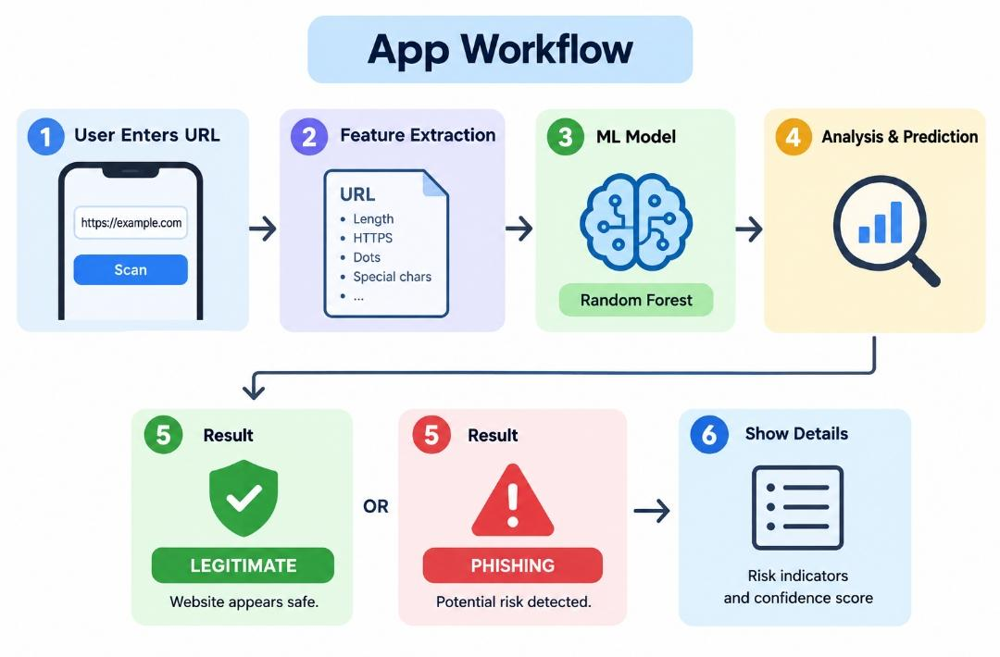 App Workflow
1 User Enters URL
https://example.com
Scan
2 Feature Extraction
URL
• Length
• HTTPS
• Dots
• Special chars
• ...
3 ML Model
Random Forest
4 Analysis & Prediction
5 Result
LEGITIMATE
Website appears safe.
OR
5 Result
PHISHING
Potential risk detected.
6 Show Details
Risk indicators
and confidence score